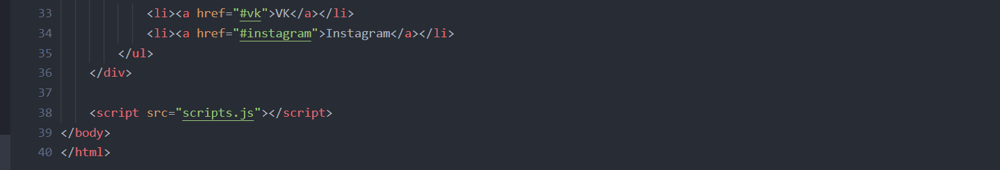 33 <li><a href="#vk">VK</a></li>
34 <li><a href="#instagram">Instagram</a></li>
35 </ul>
36 </div>
37
38 <script src="scripts.js"></script>
39 </body>
40 </html>